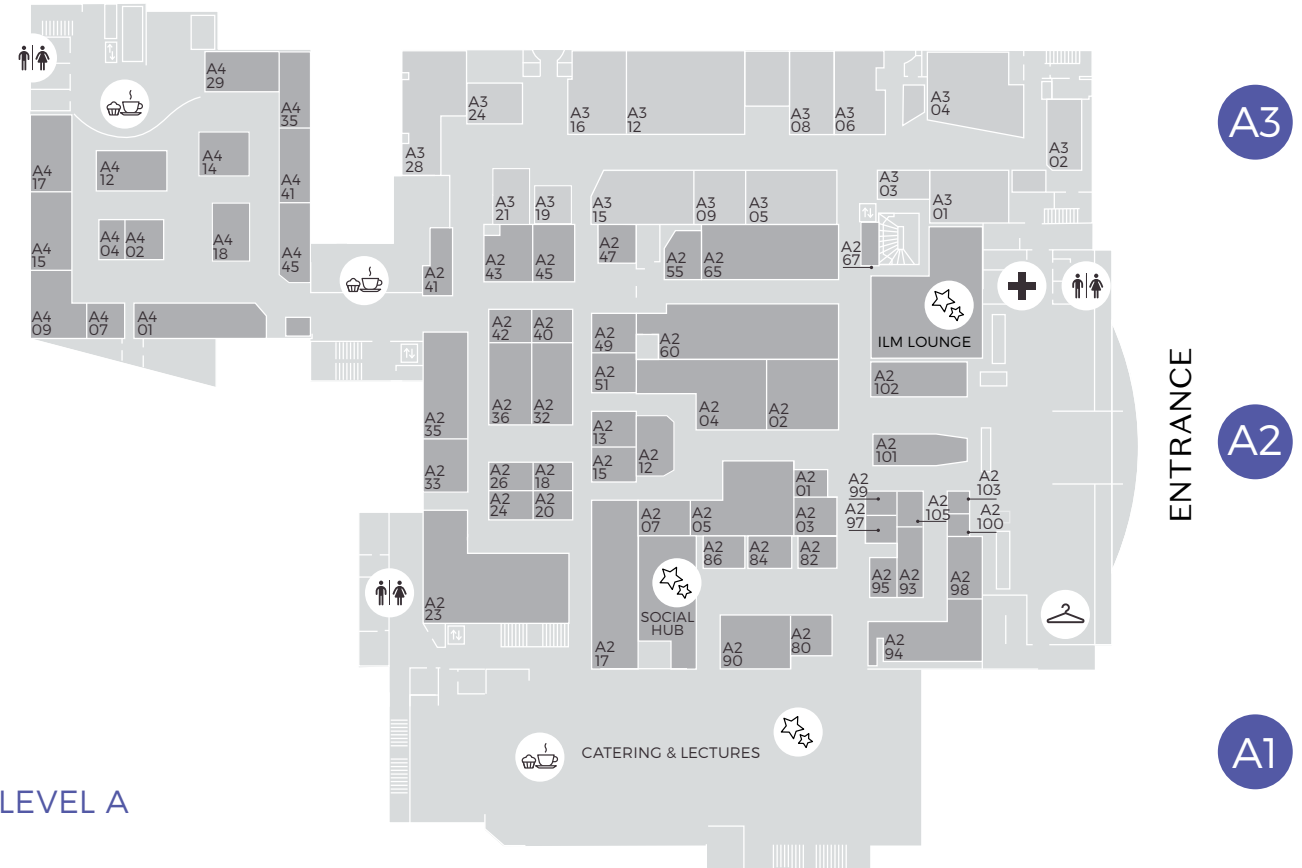 A4
29
A4
35
A4
17
A4
12
A4
14
A4
41
A4
15
A4
04
A4
02
A4
18
A4
45
A4
09
A4
07
A4
01
A3
24
A3
28
A3
16
A3
12
A3
08
A3
06
A3
04
A3
02
A3
21
A3
19
A3
15
A3
09
A3
05
A3
03
A3
01
A2
41
A2
43
A2
45
A2
47
A2
55
A2
65
A2
67
A2
42
A2
40
A2
49
A2
60
ILM LOUNGE
A2
51
A2
102
A2
36
A2
32
A2
04
A2
02
A2
35
A2
13
A2
101
A2
33
A2
15
A2
12
A2
26
A2
18
A2
24
A2
20
A2
01
A2
99
A2
103
A2
07
A2
05
A2
03
A2
97
A2
105
A2
100
A2
86
A2
84
A2
82
A2
95
A2
93
A2
98
A2
23
SOCIAL
HUB
A2
17
A2
90
A2
80
A2
94
CATERING & LECTURES
ENTRANCE
A3
A2
A1
LEVEL A